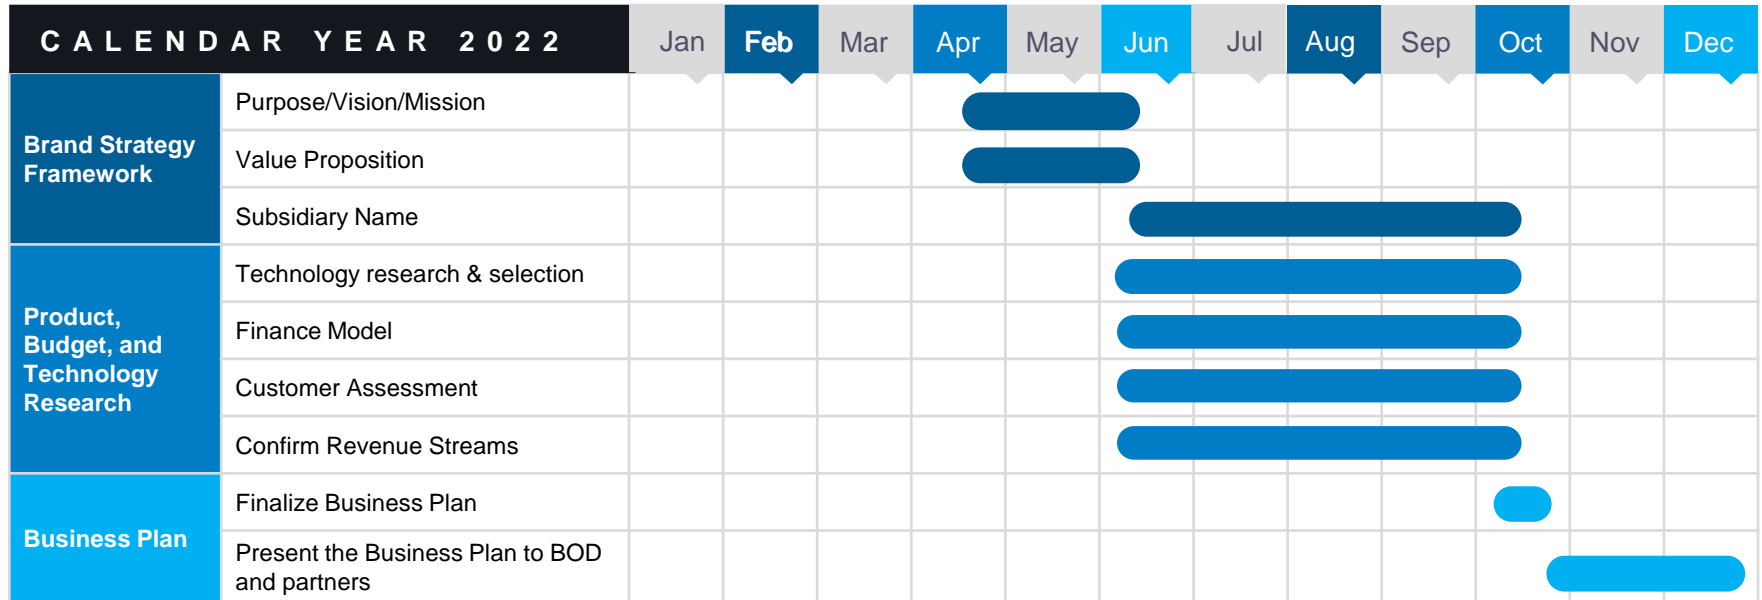 CALENDAR YEAR 2022 Jan Feb Mar Apr May Jun Jul Aug Sep Oct Nov Dec
Brand Strategy
Framework
Purpose/Vision/Mission
Value Proposition
Subsidiary Name
Product,
Budget, and
Technology
Research
Technology research & selection
Finance Model
Customer Assessment
Confirm Revenue Streams
Business Plan
Finalize Business Plan
Present the Business Plan to BOD
and partners